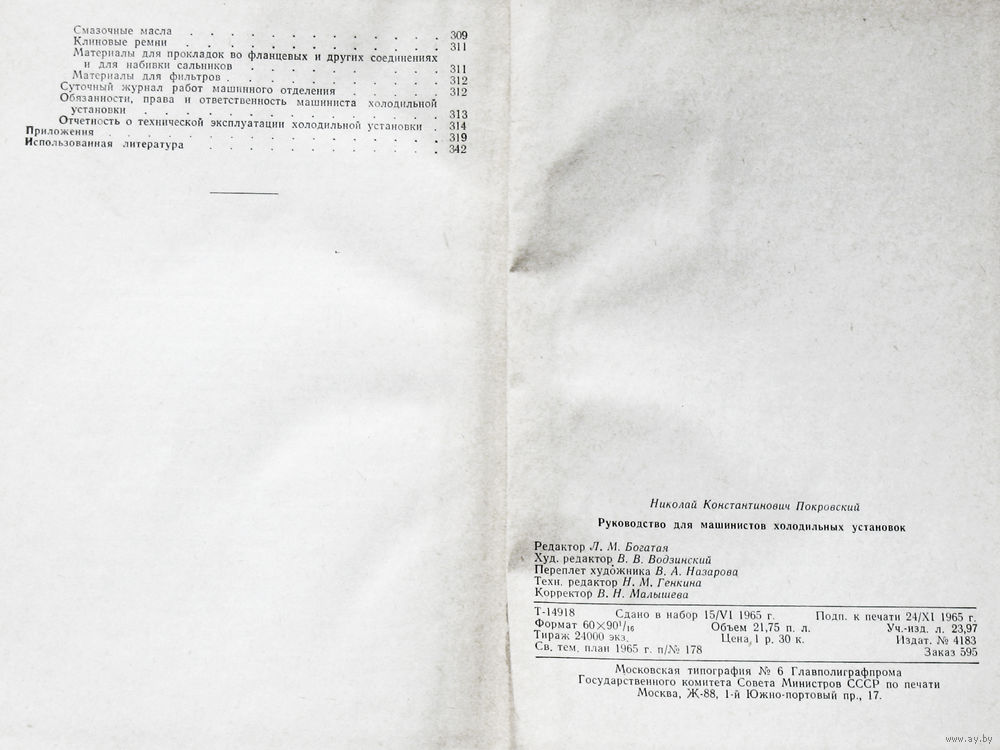 Смазочные масла . . . . . . . . . . . . 309
Клиновые ремни . . . . . . . . . . . . 311
Материалы для прокладок во фланцевых и других соединениях
и для набивки сальников . . . . . . . . . 311
Материалы для фильтров . . . . . . . . . . 312
Суточный журнал работ машинного отделения . . . . . 312
Обязанности, права и ответственность машиниста холодильной
установки . . . . . . . . . . . . . . 313
Отчетность о технической эксплуатации холодильной установки . 314
Приложения . . . . . . . . . . . . . . 319
Использованная литература . . . . . . . . . . 342
Николай Константинович Покровский
Руководство для машинистов холодильных установок
Редактор Л. М. Богатая
Худ. редактор В. В. Водзинский
Переплет художника В. А. Назарова
Техн. редактор Н. М. Генкина
Корректор В. Н. Малышева
Т-14918 Сдано в набор 15/VI 1965 г. Подп. к печати 24/XI 1965 г.
Формат 60×90¹/₁₆ Объем 21,75 п. л. Уч.-изд. л. 23,97
Тираж 24000 экз. Цена 1 р. 30 к. Издат. № 4183
Св. тем. план 1965 г. п/№ 178 Заказ 595
Московская типография № 6 Главполиграфпрома
Государственного комитета Совета Министров СССР по печати
Москва, Ж-88, 1-й Южно-портовый пр., 17.
www.ay.by